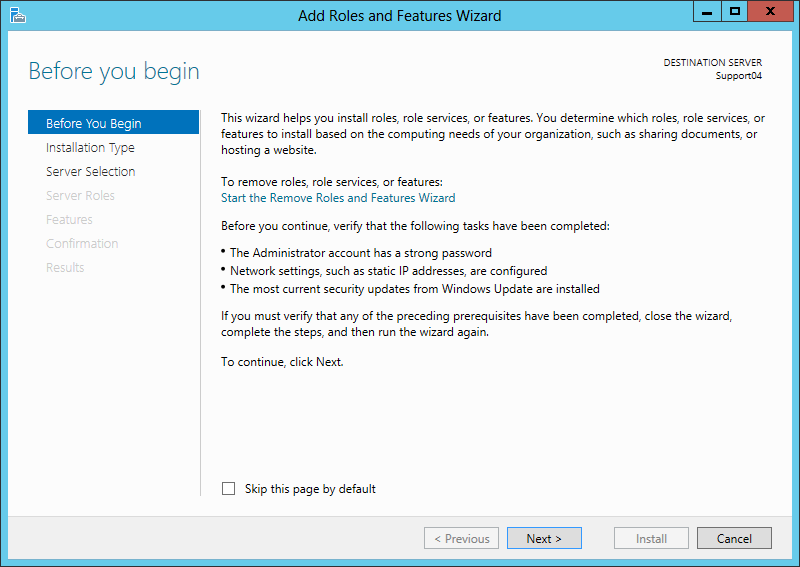 Add Roles and Features Wizard
Before you begin
DESTINATION SERVER
Support04
Before You Begin
Installation Type
Server Selection
Server Roles
Features
Confirmation
Results
This wizard helps you install roles, role services, or features. You determine which roles, role services, or
features to install based on the computing needs of your organization, such as sharing documents, or
hosting a website.
To remove roles, role services, or features:
Start the Remove Roles and Features Wizard
Before you continue, verify that the following tasks have been completed:
• The Administrator account has a strong password
• Network settings, such as static IP addresses, are configured
• The most current security updates from Windows Update are installed
If you must verify that any of the preceding prerequisites have been completed, close the wizard,
complete the steps, and then run the wizard again.
To continue, click Next.
Skip this page by default
< Previous
Next >
Install
Cancel